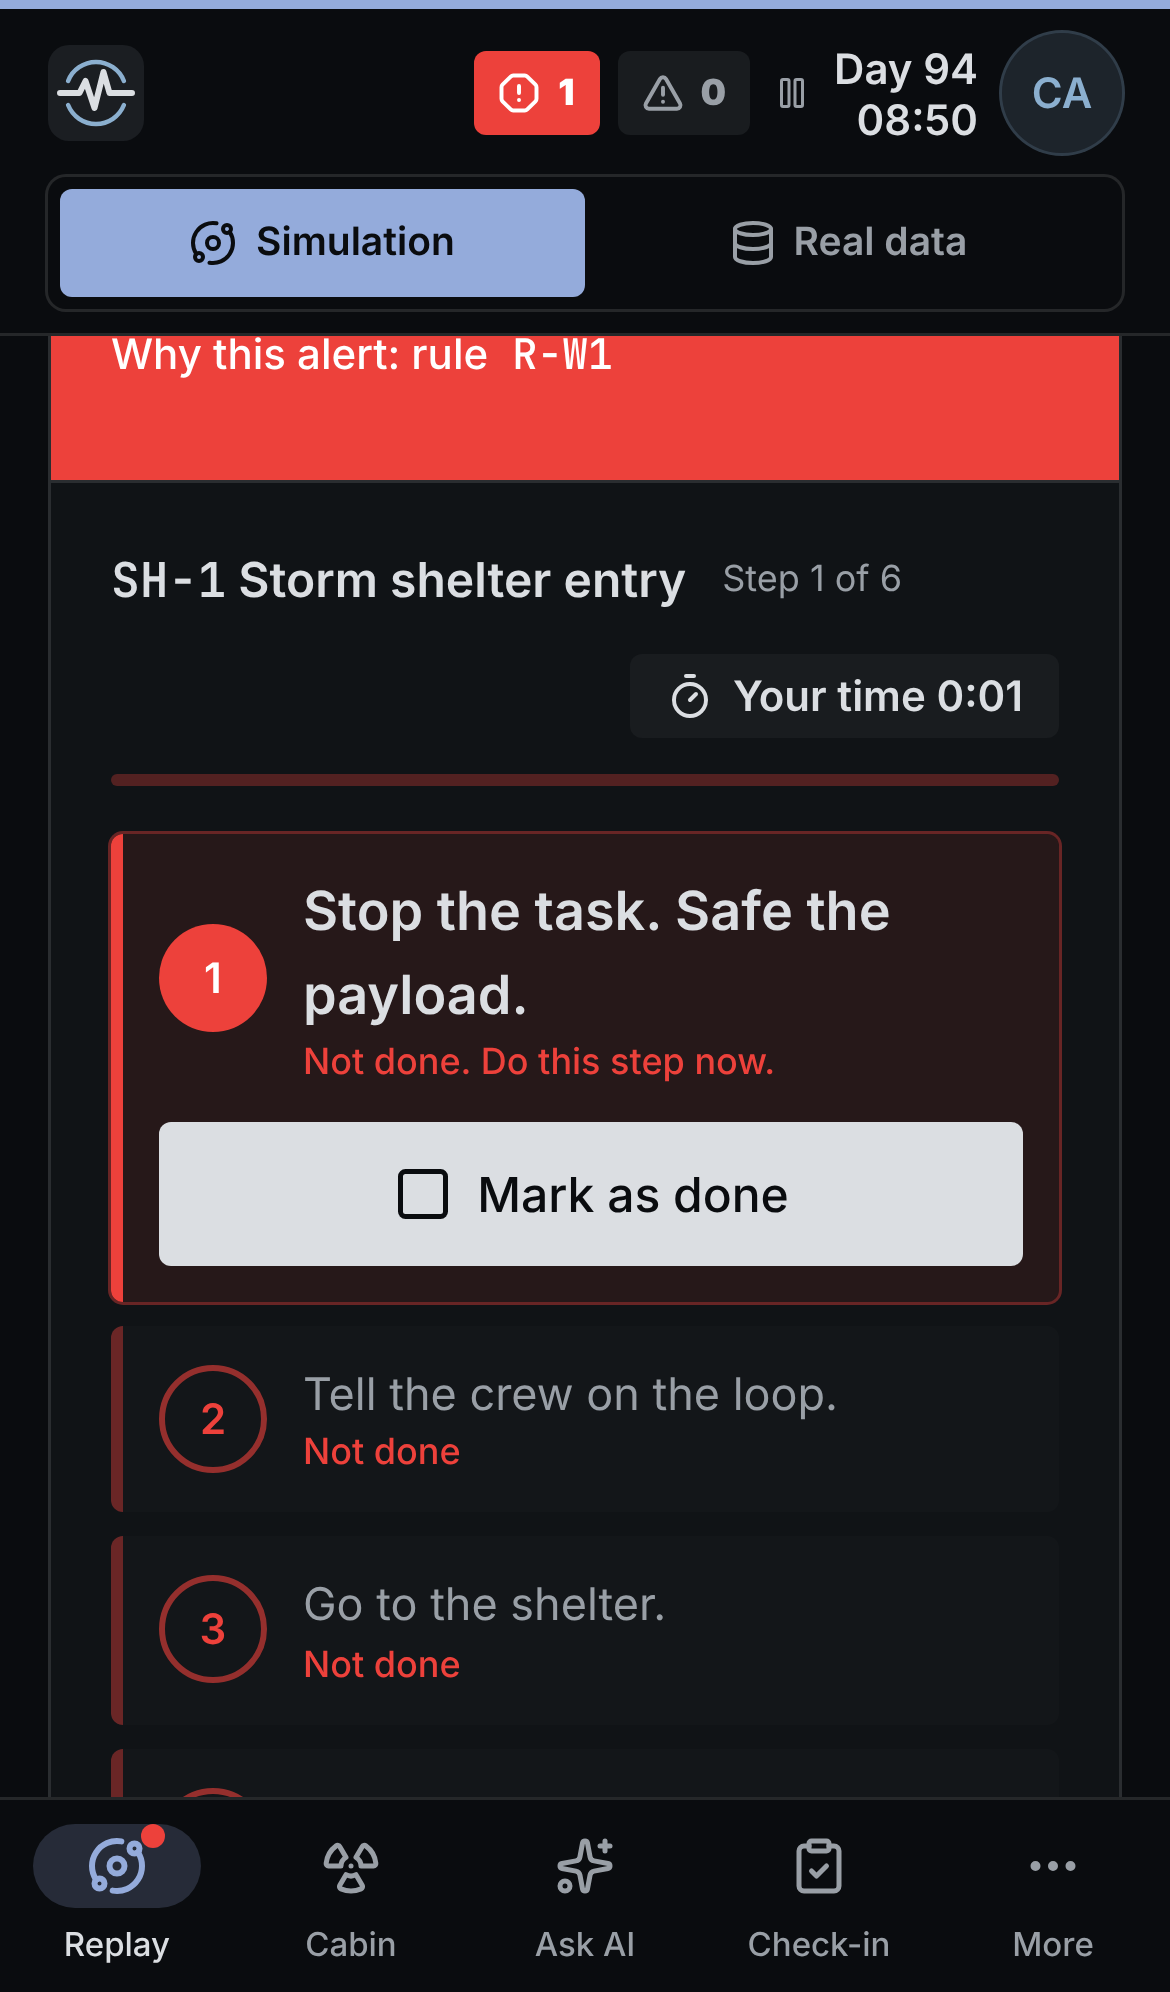 1
0
Day 94
08:50
CA
Simulation
Real data
Why this alert: rule R-W1
SH-1 Storm shelter entry Step 1 of 6
Your time 0:01
1
Stop the task. Safe the
payload.
Not done. Do this step now.
Mark as done
2
Tell the crew on the loop.
Not done
3
Go to the shelter.
Not done
Replay
Cabin
Ask AI
Check-in
More